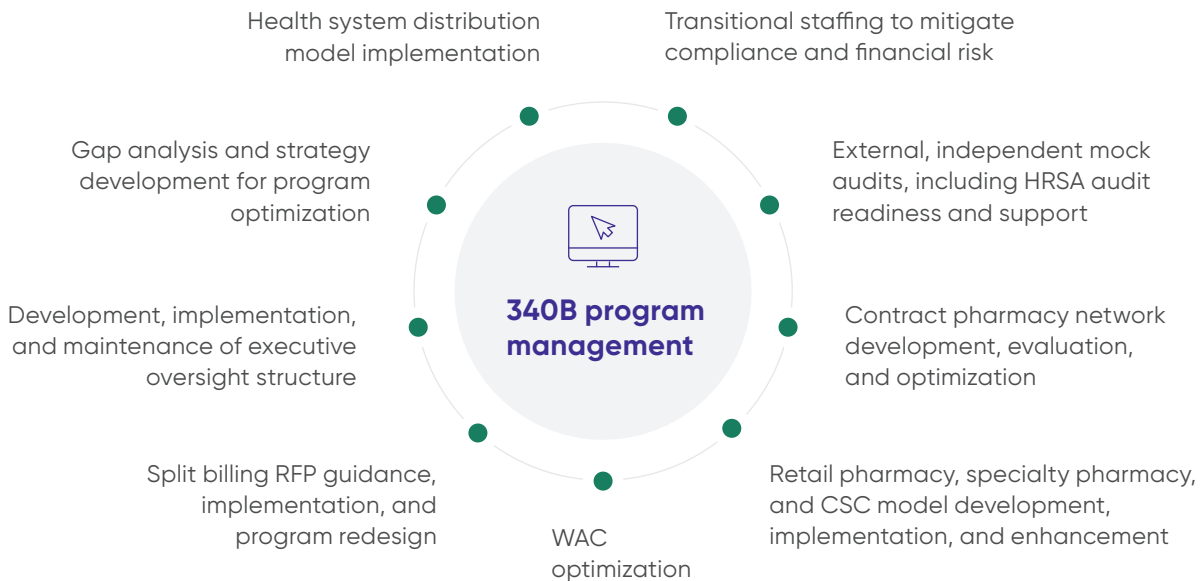 Health system distribution
model implementation
Transitional staffing to mitigate
compliance and financial risk
Gap analysis and strategy
development for program
optimization
External, independent mock
audits, including HRSA audit
readiness and support
340B program
management
Development, implementation,
and maintenance of executive
oversight structure
Contract pharmacy network
development, evaluation,
and optimization
Split billing RFP guidance,
implementation, and
program redesign
WAC
optimization
Retail pharmacy, specialty pharmacy,
and CSC model development,
implementation, and enhancement